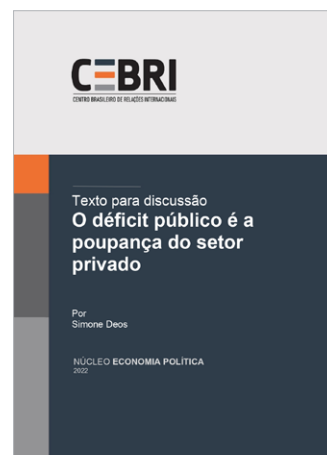 CEBRI
CENTRO BRASILEIRO DE RELAÇÕES INTERNACIONAIS
Texto para discussão
O déficit público é a
poupança do setor
privado
Por
Simone Deos
NÚCLEO ECONOMIA POLÍTICA
2022